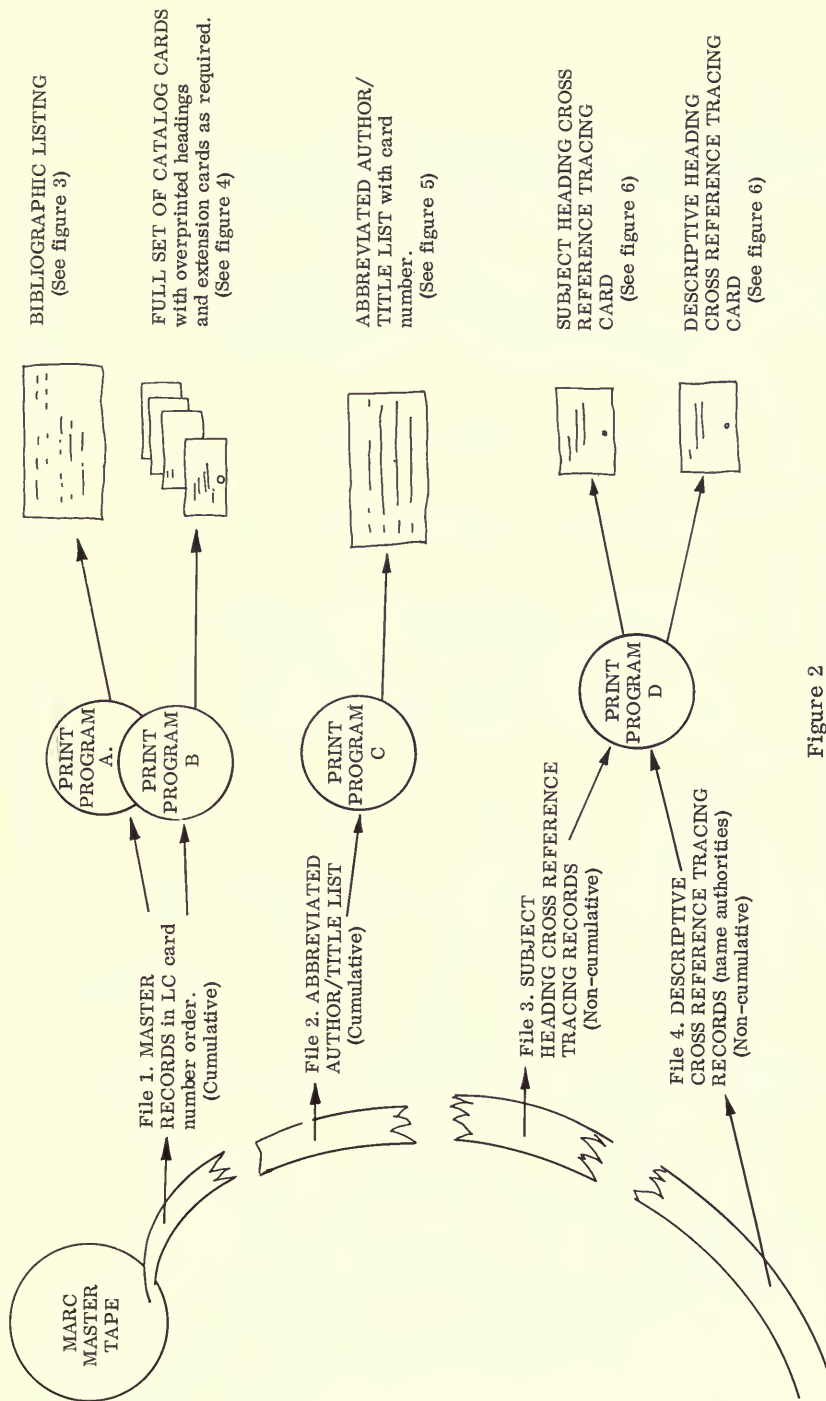 MARC
MASTER
TAPE
File 1. MASTER
RECORDS in LC card
number order.
(Cumulative)
PRINT
PROGRAM
A.
PRINT
PROGRAM
B
BIBLIOGRAPHIC LISTING
(See figure 3)
FULL SET OF CATALOG CARDS
with overprinted headings
and extension cards as required.
(See figure 4)
File 2. ABBREVIATED
AUTHOR/TITLE LIST
(Cumulative)
PRINT
PROGRAM
C
ABBREVIATED AUTHOR/
TITLE LIST with card
number.
(See figure 5)
File 3. SUBJECT
HEADING CROSS REFERENCE
TRACING RECORDS
(Non-cumulative)
File 4. DESCRIPTIVE
CROSS REFERENCE TRACING
RECORDS (name authorities)
(Non-cumulative)
PRINT
PROGRAM
D
SUBJECT HEADING CROSS
REFERENCE TRACING
CARD
(See figure 6)
DESCRIPTIVE HEADING
CROSS REFERENCE TRACING
CARD
(See figure 6)
Figure 2